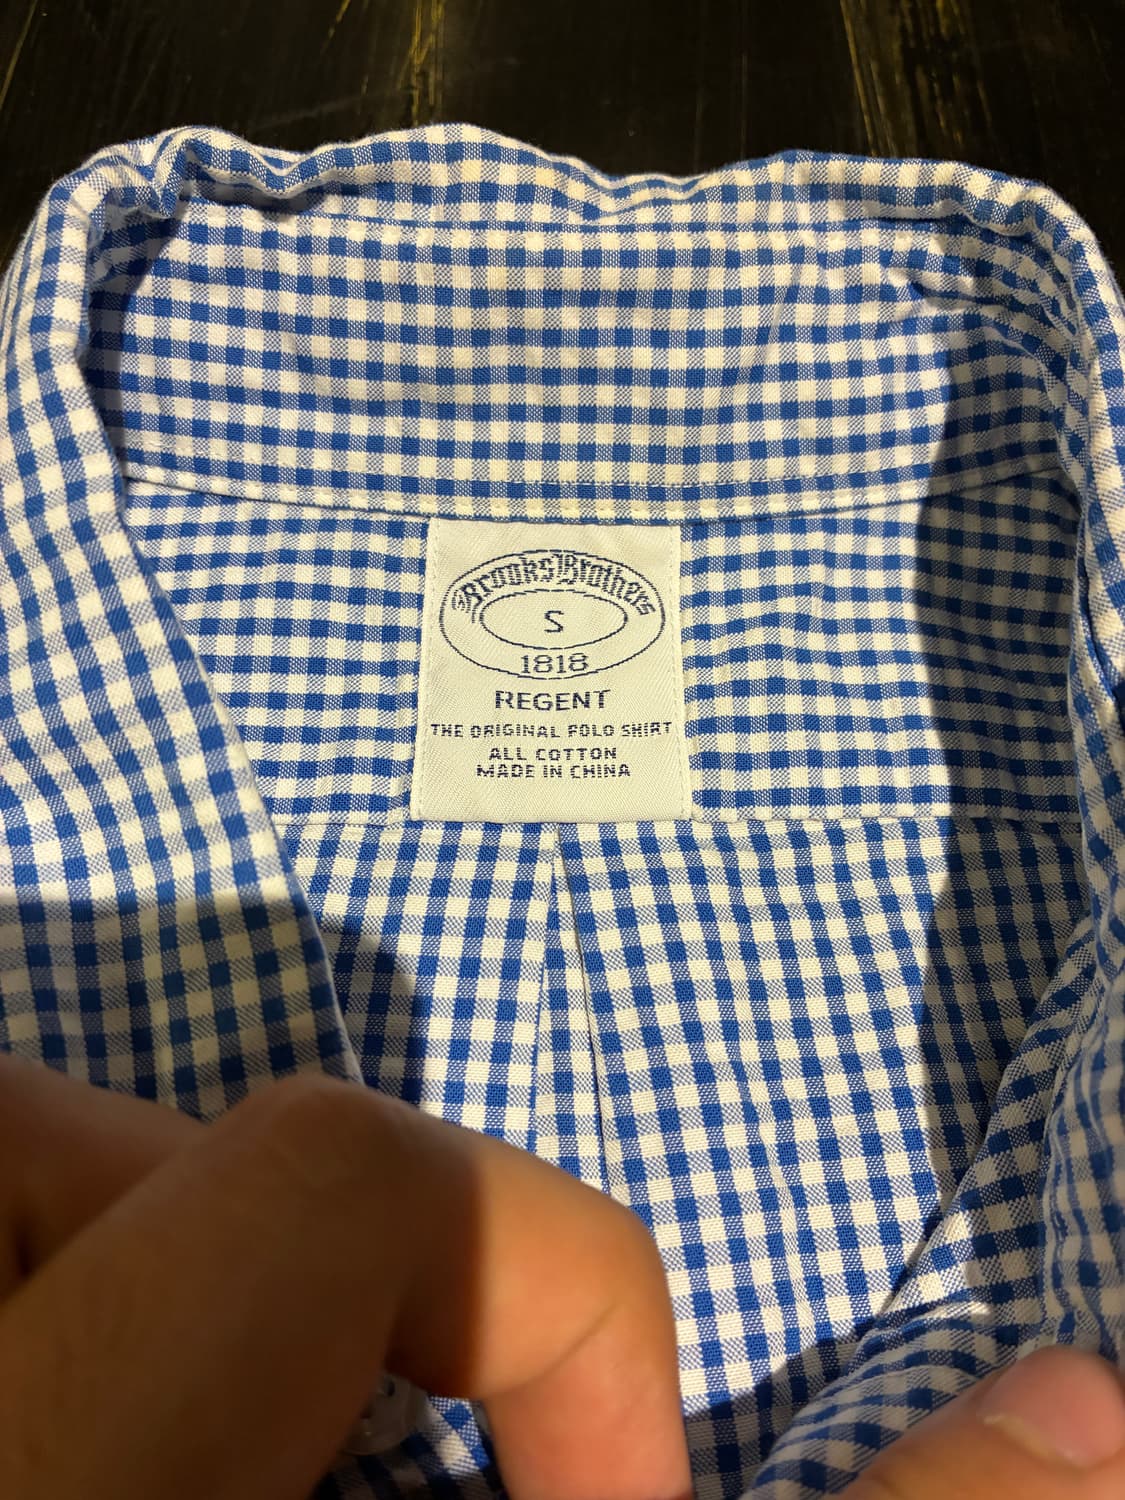 Brooks Brothers
S
1818
REGENT
THE ORIGINAL POLO SHIRT
ALL COTTON
MADE IN CHINA